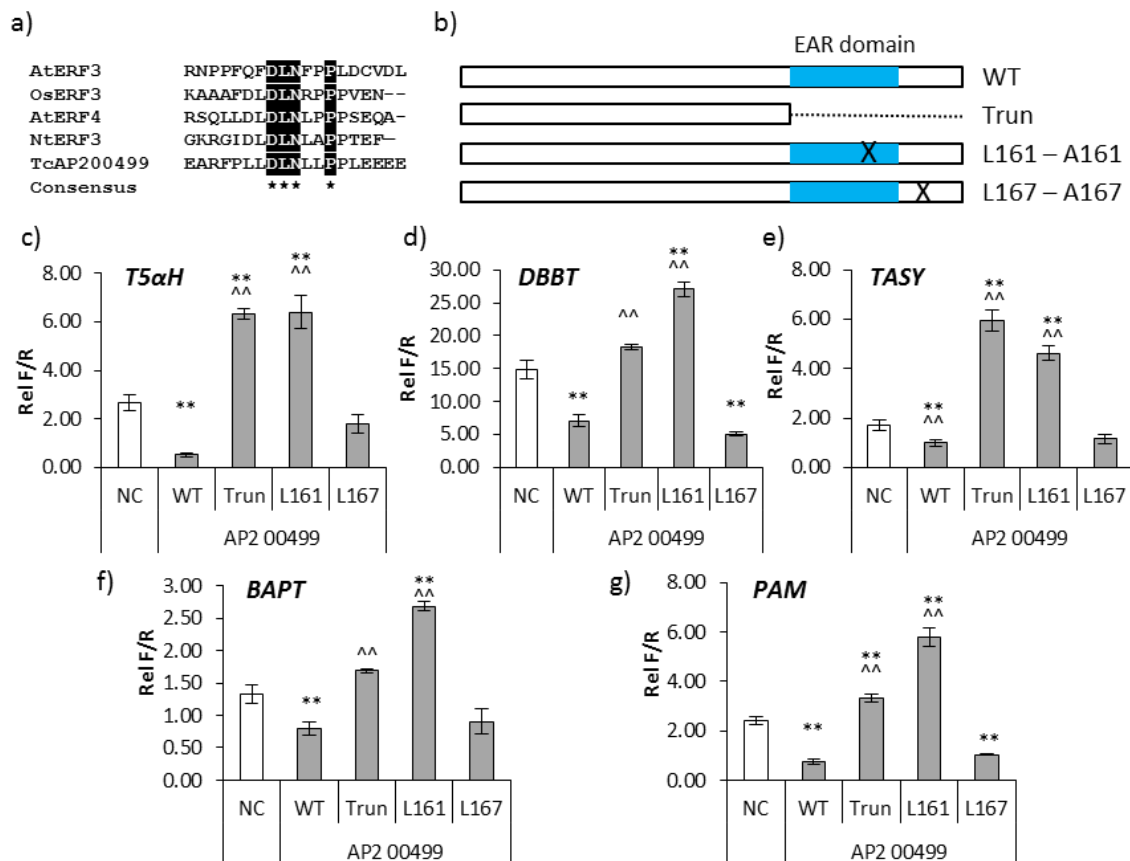 a)
AtERF3 RNPPFQFDLNFPPLDCVDL
OsERF3 KAAAFDLDLNRPPPVEN--
AtERF4 RSQLLDLDLNLPPPSEQA-
NtERF3 GKRGIDLDLNLAPPTEF-
TcAP200499 EARFPLLDLNLLPPLEEEE
Consensus ★★★ ★
b)
EAR domain
WT
Trun
X L161 – A161
X L167 – A167
c)
T5αH
Rel F/R
8.00
6.00
4.00
2.00
0.00
**
** ^^
** ^^
NC WT Trun L161 L167
AP2 00499
d)
DBBT
Rel F/R
30.00
25.00
20.00
15.00
10.00
5.00
0.00
**
^^
** ^^
**
NC WT Trun L161 L167
AP2 00499
e)
TASY
Rel F/R
8.00
6.00
4.00
2.00
0.00
** ^^
** ^^
** ^^
NC WT Trun L161 L167
AP2 00499
f)
BAPT
Rel F/R
3.00
2.50
2.00
1.50
1.00
0.50
0.00
**
^^
** ^^
NC WT Trun L161 L167
AP2 00499
g)
PAM
Rel F/R
8.00
6.00
4.00
2.00
0.00
**
** ^^
** ^^
**
NC WT Trun L161 L167
AP2 00499